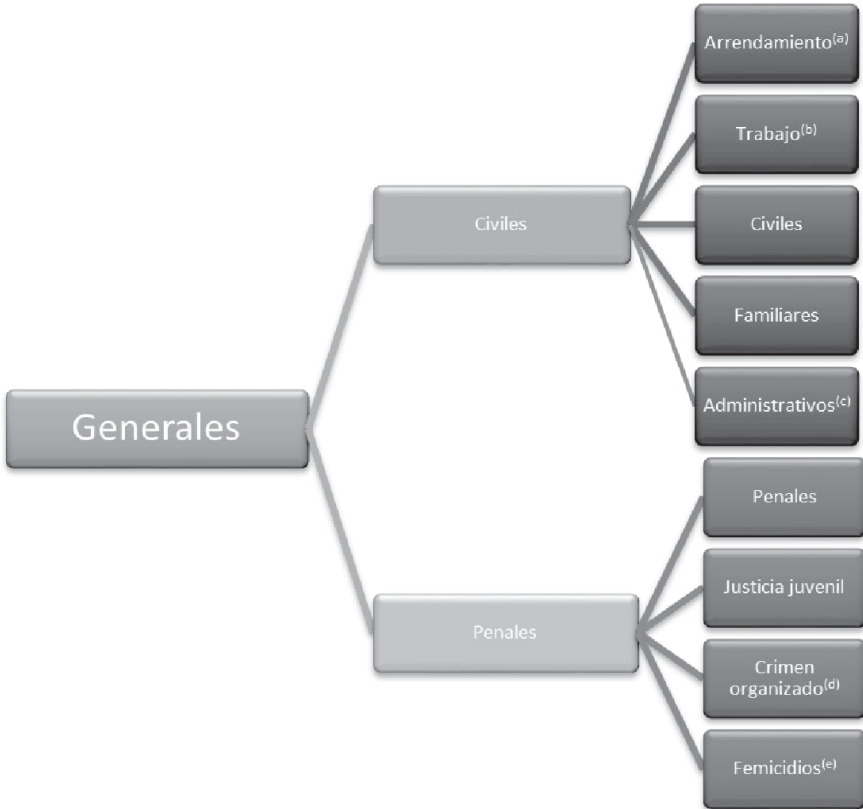 Generales
Civiles
Arrendamiento(a)
Trabajo(b)
Civiles
Familiares
Administrativos(c)
Penales
Penales
Justicia juvenil
Crimen
organizado(d)
Femicidios(e)